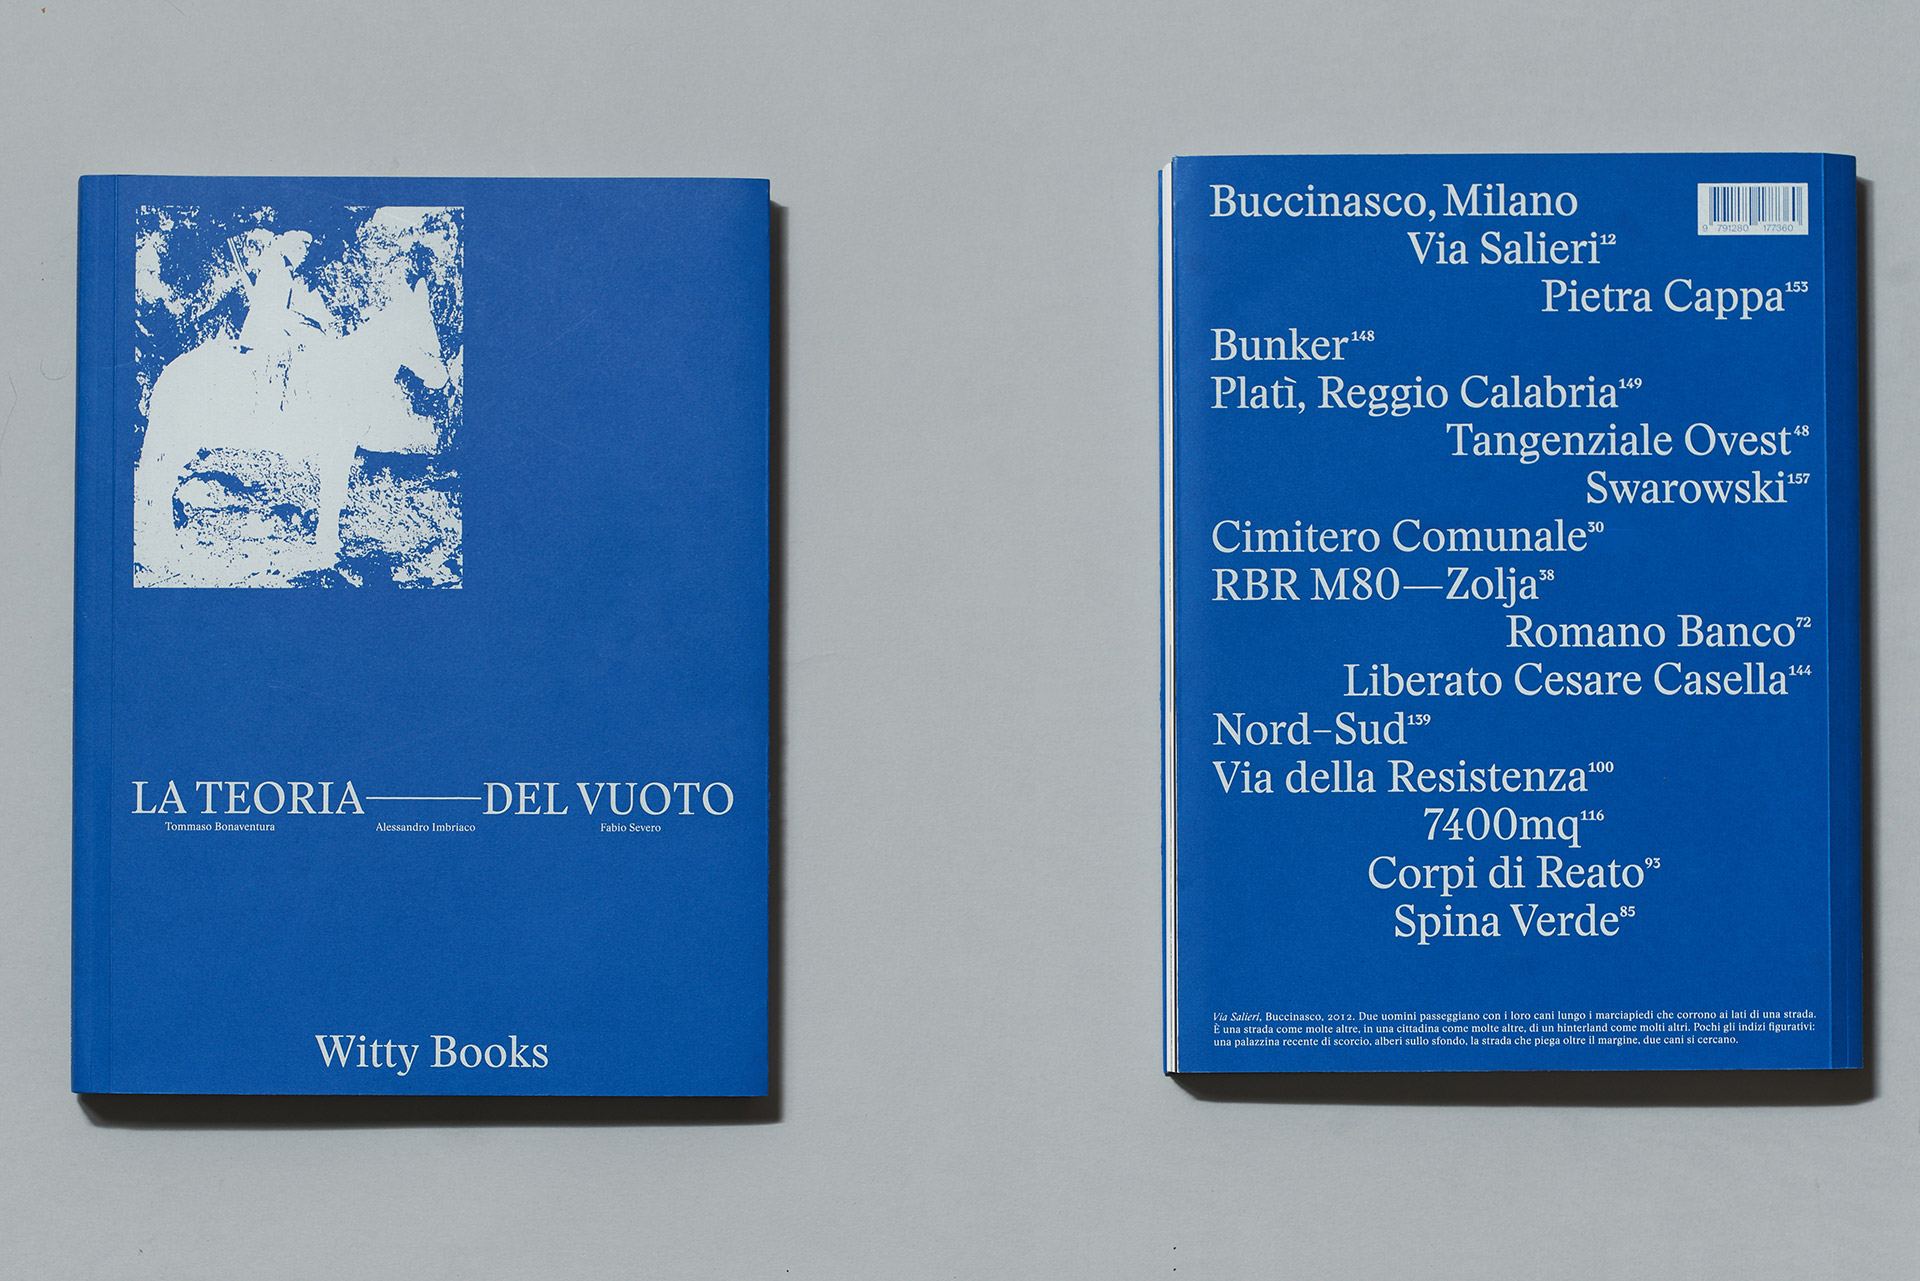 LA TEORIA——DEL VUOTO
Tommaso Bonaventura Alessandro Imbriaco Fabio Severo
Witty Books
Buccinasco, Milano
9 791280 177360
Via Salieri¹²
Pietra Cappa¹⁵³
Bunker¹⁴⁸
Platì, Reggio Calabria¹⁴⁹
Tangenziale Ovest⁴⁸
Swarowski¹⁵⁷
Cimitero Comunale³⁰
RBR M80—Zolja³⁸
Romano Banco⁷²
Liberato Cesare Casella¹⁴⁴
Nord–Sud¹³⁹
Via della Resistenza¹⁰⁰
7400mq¹¹⁶
Corpi di Reato⁹³
Spina Verde⁸⁵
Via Salieri, Buccinasco, 2012. Due uomini passeggiano con i loro cani lungo i marciapiedi che corrono ai lati di una strada.
È una strada come molte altre, in una cittadina come molte altre, di un hinterland come molti altri. Pochi gli indizi figurativi:
una palazzina recente di scorcio, alberi sullo sfondo, la strada che piega oltre il margine, due cani si cercano.